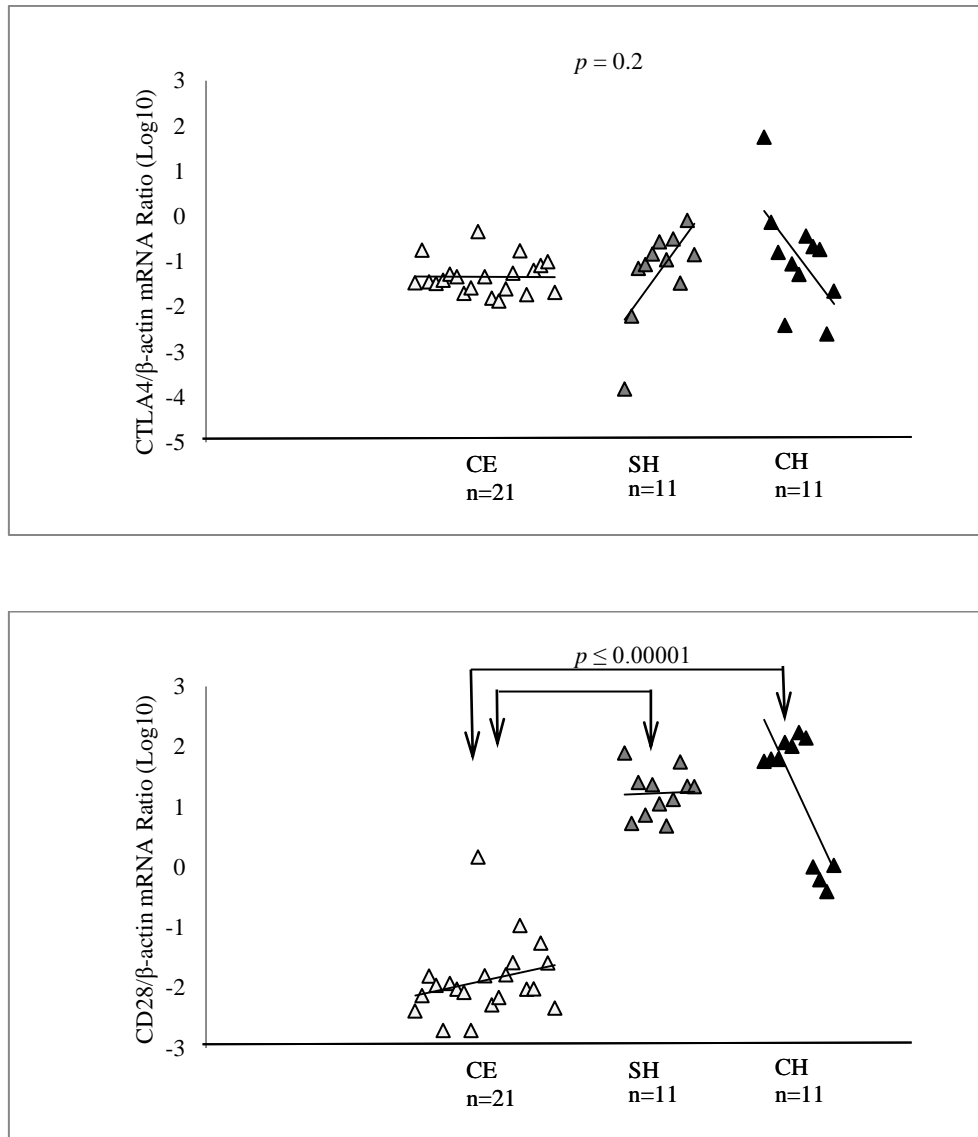 p = 0.2
CTLA4/β-actin mRNA Ratio (Log10)
3
2
1
0
-1
-2
-3
-4
-5
CE
n=21
SH
n=11
CH
n=11
p ≤ 0.00001
CD28/β-actin mRNA Ratio (Log10)
3
2
1
0
-1
-2
-3
CE
n=21
SH
n=11
CH
n=11